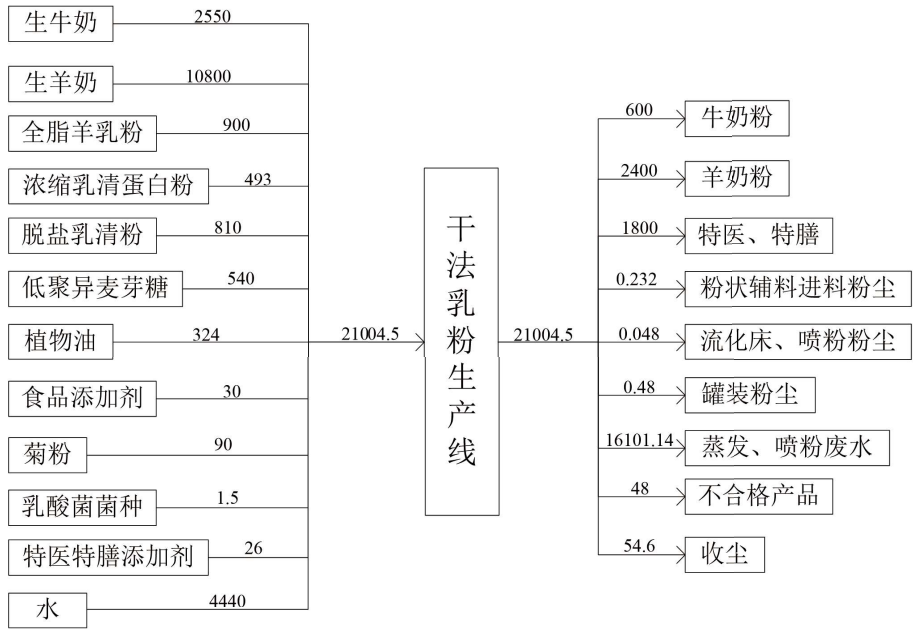 生牛奶 2550
生羊奶 10800
全脂羊乳粉 900
浓缩乳清蛋白粉 493
脱盐乳清粉 810
低聚异麦芽糖 540
植物油 324
食品添加剂 30
菊粉 90
乳酸菌菌种 1.5
特医特膳添加剂 26
水 4440
21004.5
干法乳粉生产线
21004.5
600 牛奶粉
2400 羊奶粉
1800 特医、特膳
0.232 粉状辅料进料粉尘
0.048 流化床、喷粉粉尘
0.48 罐装粉尘
16101.14 蒸发、喷粉废水
48 不合格产品
54.6 收尘